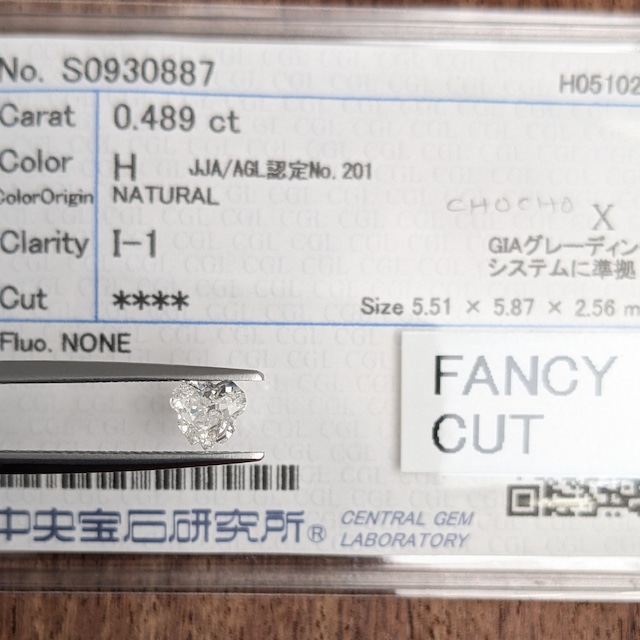 No. S0930887
H05102
Carat 0.489 ct
Color H JJA/AGL認定No.201
ColorOrigin NATURAL
CHOCHO X
Clarity I-1
GIAグレーディン
システムに準拠
Cut ****
Size 5.51 × 5.87 × 2.56 m
Fluo. NONE
FANCY
CUT
中央宝石研究所®
CENTRAL GEM
LABORATORY